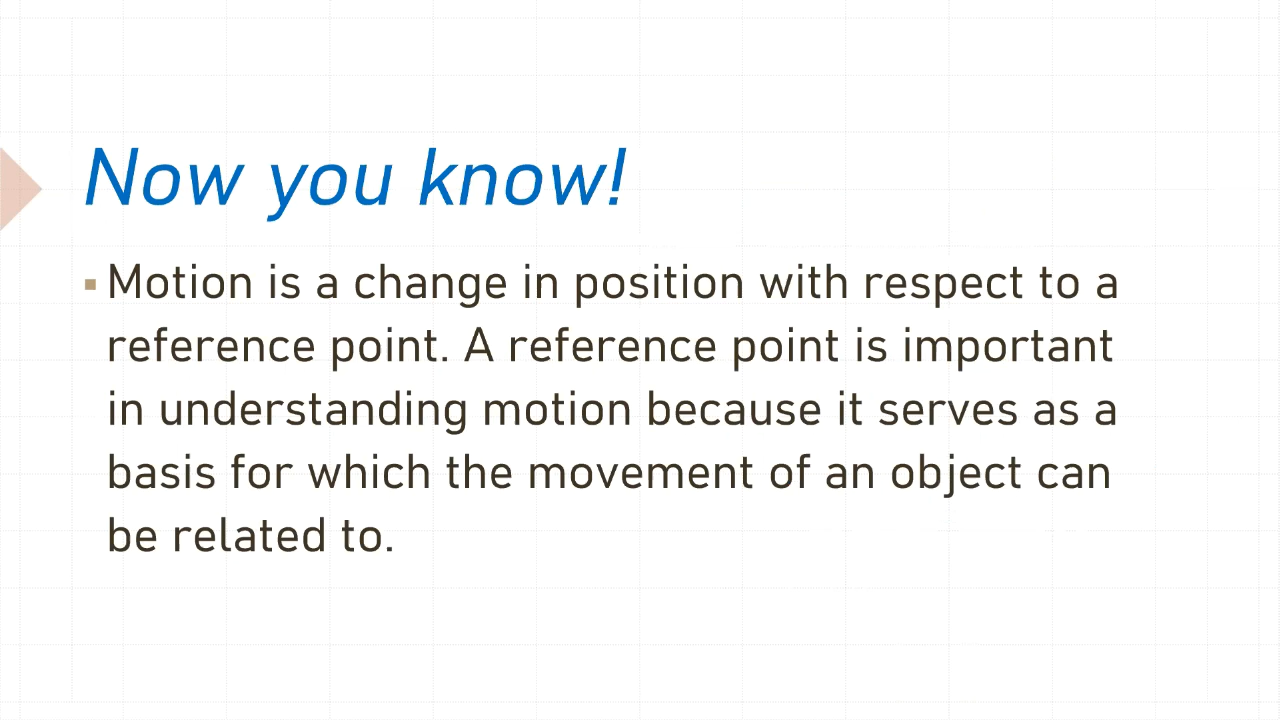 Now you know!
Motion is a change in position with respect to a
reference point. A reference point is important
in understanding motion because it serves as a
basis for which the movement of an object can
be related to.